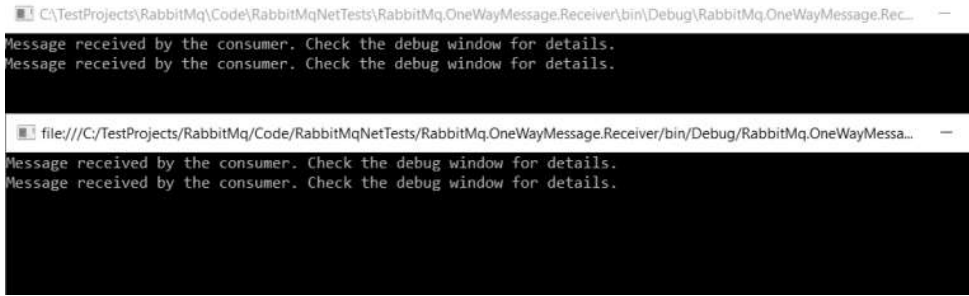 C:\TestProjects\RabbitMq\Code\RabbitMqNetTests\RabbitMq.OneWayMessage.Receiver\bin\Debug\RabbitMq.OneWayMessage.Rec...
Message received by the consumer. Check the debug window for details.
Message received by the consumer. Check the debug window for details.
file:///C:/TestProjects/RabbitMq/Code/RabbitMqNetTests/RabbitMq.OneWayMessage.Receiver/bin/Debug/RabbitMq.OneWayMessa...
Message received by the consumer. Check the debug window for details.
Message received by the consumer. Check the debug window for details.